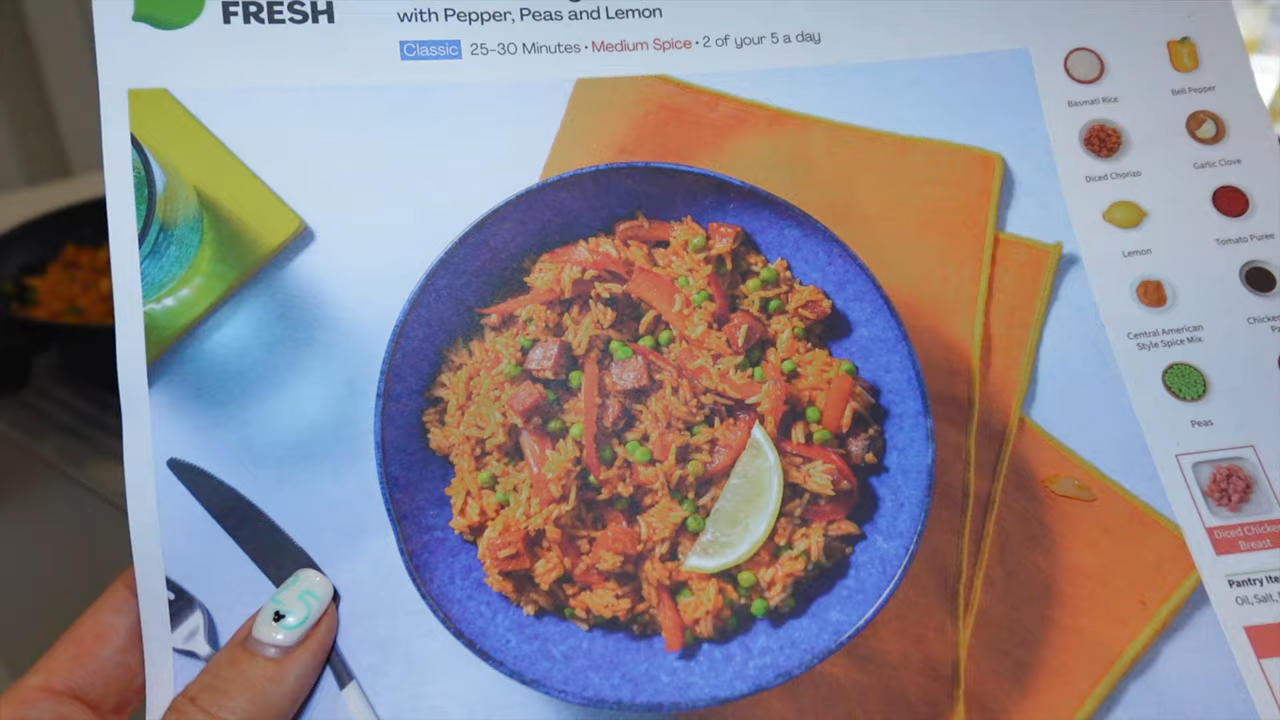 FRESH
with Pepper, Peas and Lemon
Classic 25-30 Minutes • Medium Spice • 2 of your 5 a day
Basmati Rice
Bell Pepper
Diced Chorizo
Garlic Clove
Lemon
Tomato Puree
Central American
Style Spice Mix
Chicken
Peas
Diced Chicken
Breast
Pantry
Oil, Salt,